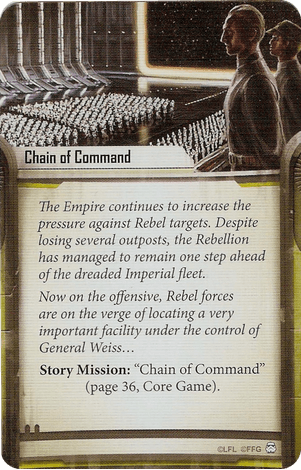 Chain of Command
The Empire continues to increase the
pressure against Rebel targets. Despite
losing several outposts, the Rebellion
has managed to remain one step ahead
of the dreaded Imperial fleet.
Now on the offensive, Rebel forces
are on the verge of locating a very
important facility under the control of
General Weiss…
Story Mission: “Chain of Command”
(page 36, Core Game).
©LFL ©FFG